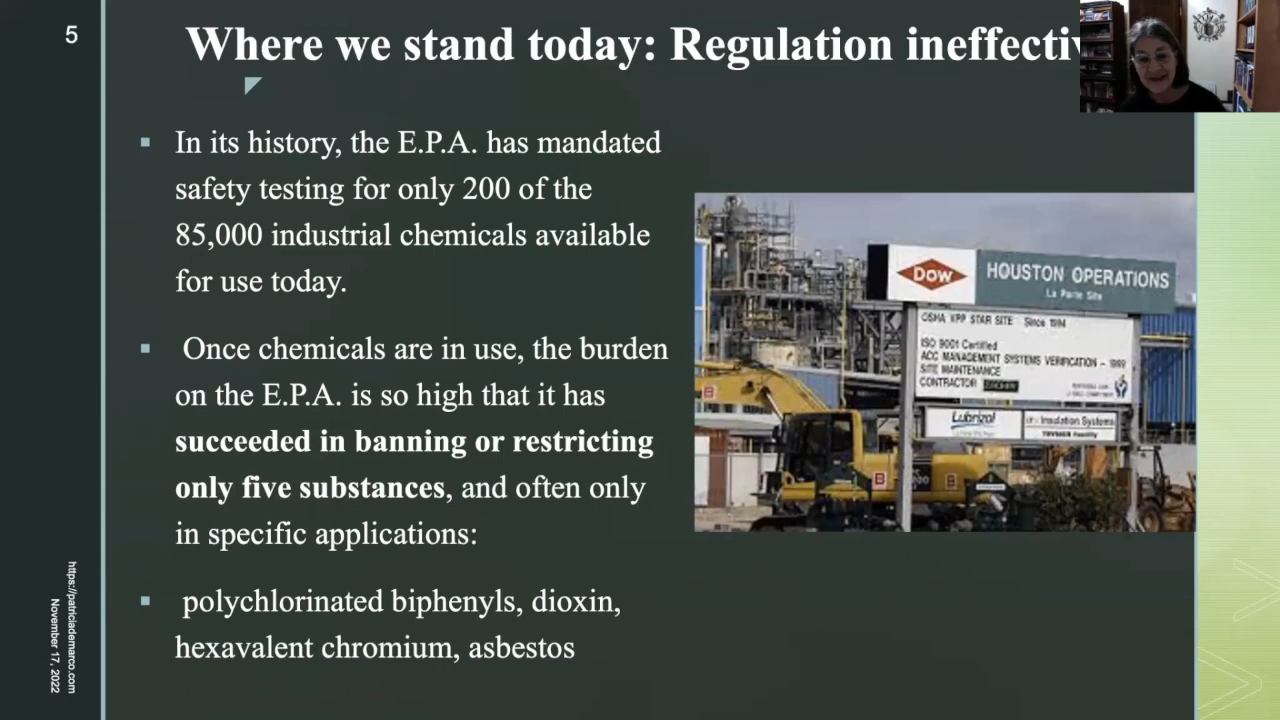 5
Where we stand today: Regulation ineffectiv
In its history, the E.P.A. has mandated
safety testing for only 200 of the
85,000 industrial chemicals available
for use today.
Once chemicals are in use, the burden
on the E.P.A. is so high that it has
succeeded in banning or restricting
only five substances, and often only
in specific applications:
polychlorinated biphenyls, dioxin,
hexavalent chromium, asbestos
Dow
HOUSTON OPERATIONS
La Porte Site
OSHA VPP STAR SITE Since 1994
ISO 9001 Certified
ACC MANAGEMENT SYSTEMS VERIFICATION - 1999
SITE MAINTENANCE
CONTRACTOR
Lubrizol
Insulation Systems
https://patriciademarco.com
November 17, 2022